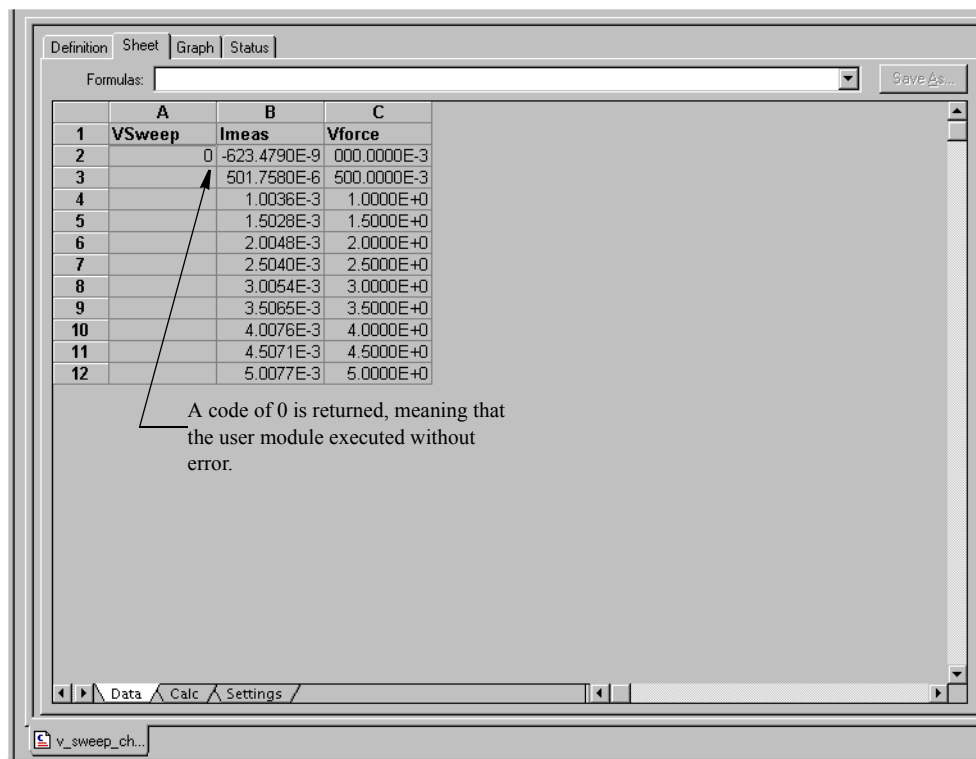 Definition Sheet Graph Status
Formulas: Save As...
A B C
1 VSweep Imeas Vforce
2 0 -623.4790E-9 000.0000E-3
3 501.7580E-6 500.0000E-3
4 1.0036E-3 1.0000E+0
5 1.5028E-3 1.5000E+0
6 2.0048E-3 2.0000E+0
7 2.5040E-3 2.5000E+0
8 3.0054E-3 3.0000E+0
9 3.5065E-3 3.5000E+0
10 4.0076E-3 4.0000E+0
11 4.5071E-3 4.5000E+0
12 5.0077E-3 5.0000E+0
A code of 0 is returned, meaning that
the user module executed without
error.
Data Calc Settings
v_sweep_ch...